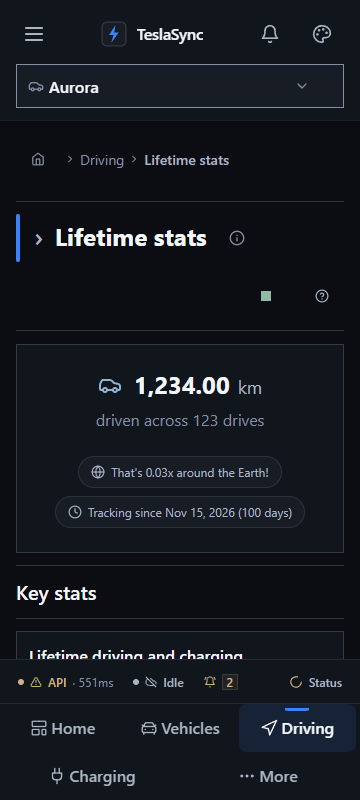 TeslaSync
Aurora
Driving Lifetime stats
Lifetime stats
1,234.00 km
driven across 123 drives
That's 0.03x around the Earth!
Tracking since Nov 15, 2026 (100 days)
Key stats
Lifetime driving and charging
API · 551ms Idle 2 Status
Home Vehicles Driving
Charging More